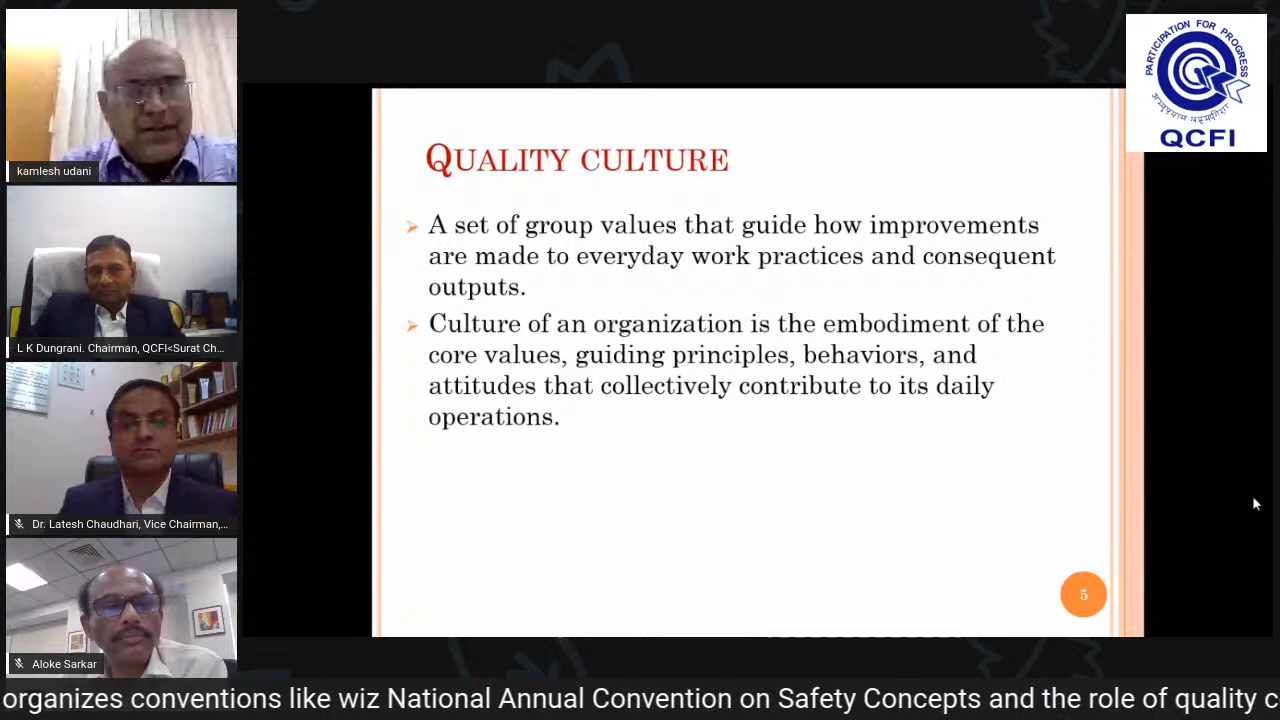 kamlesh udani
L K Dungrani. Chairman, QCFI<Surat Ch...
Dr. Latesh Chaudhari, Vice Chairman,...
Aloke Sarkar
QUALITY CULTURE
A set of group values that guide how improvements
are made to everyday work practices and consequent
outputs.
Culture of an organization is the embodiment of the
core values, guiding principles, behaviors, and
attitudes that collectively contribute to its daily
operations.
5
PARTICIPATION FOR PROGRESS
QCFI
organizes conventions like wiz National Annual Convention on Safety Concepts and the role of quality c